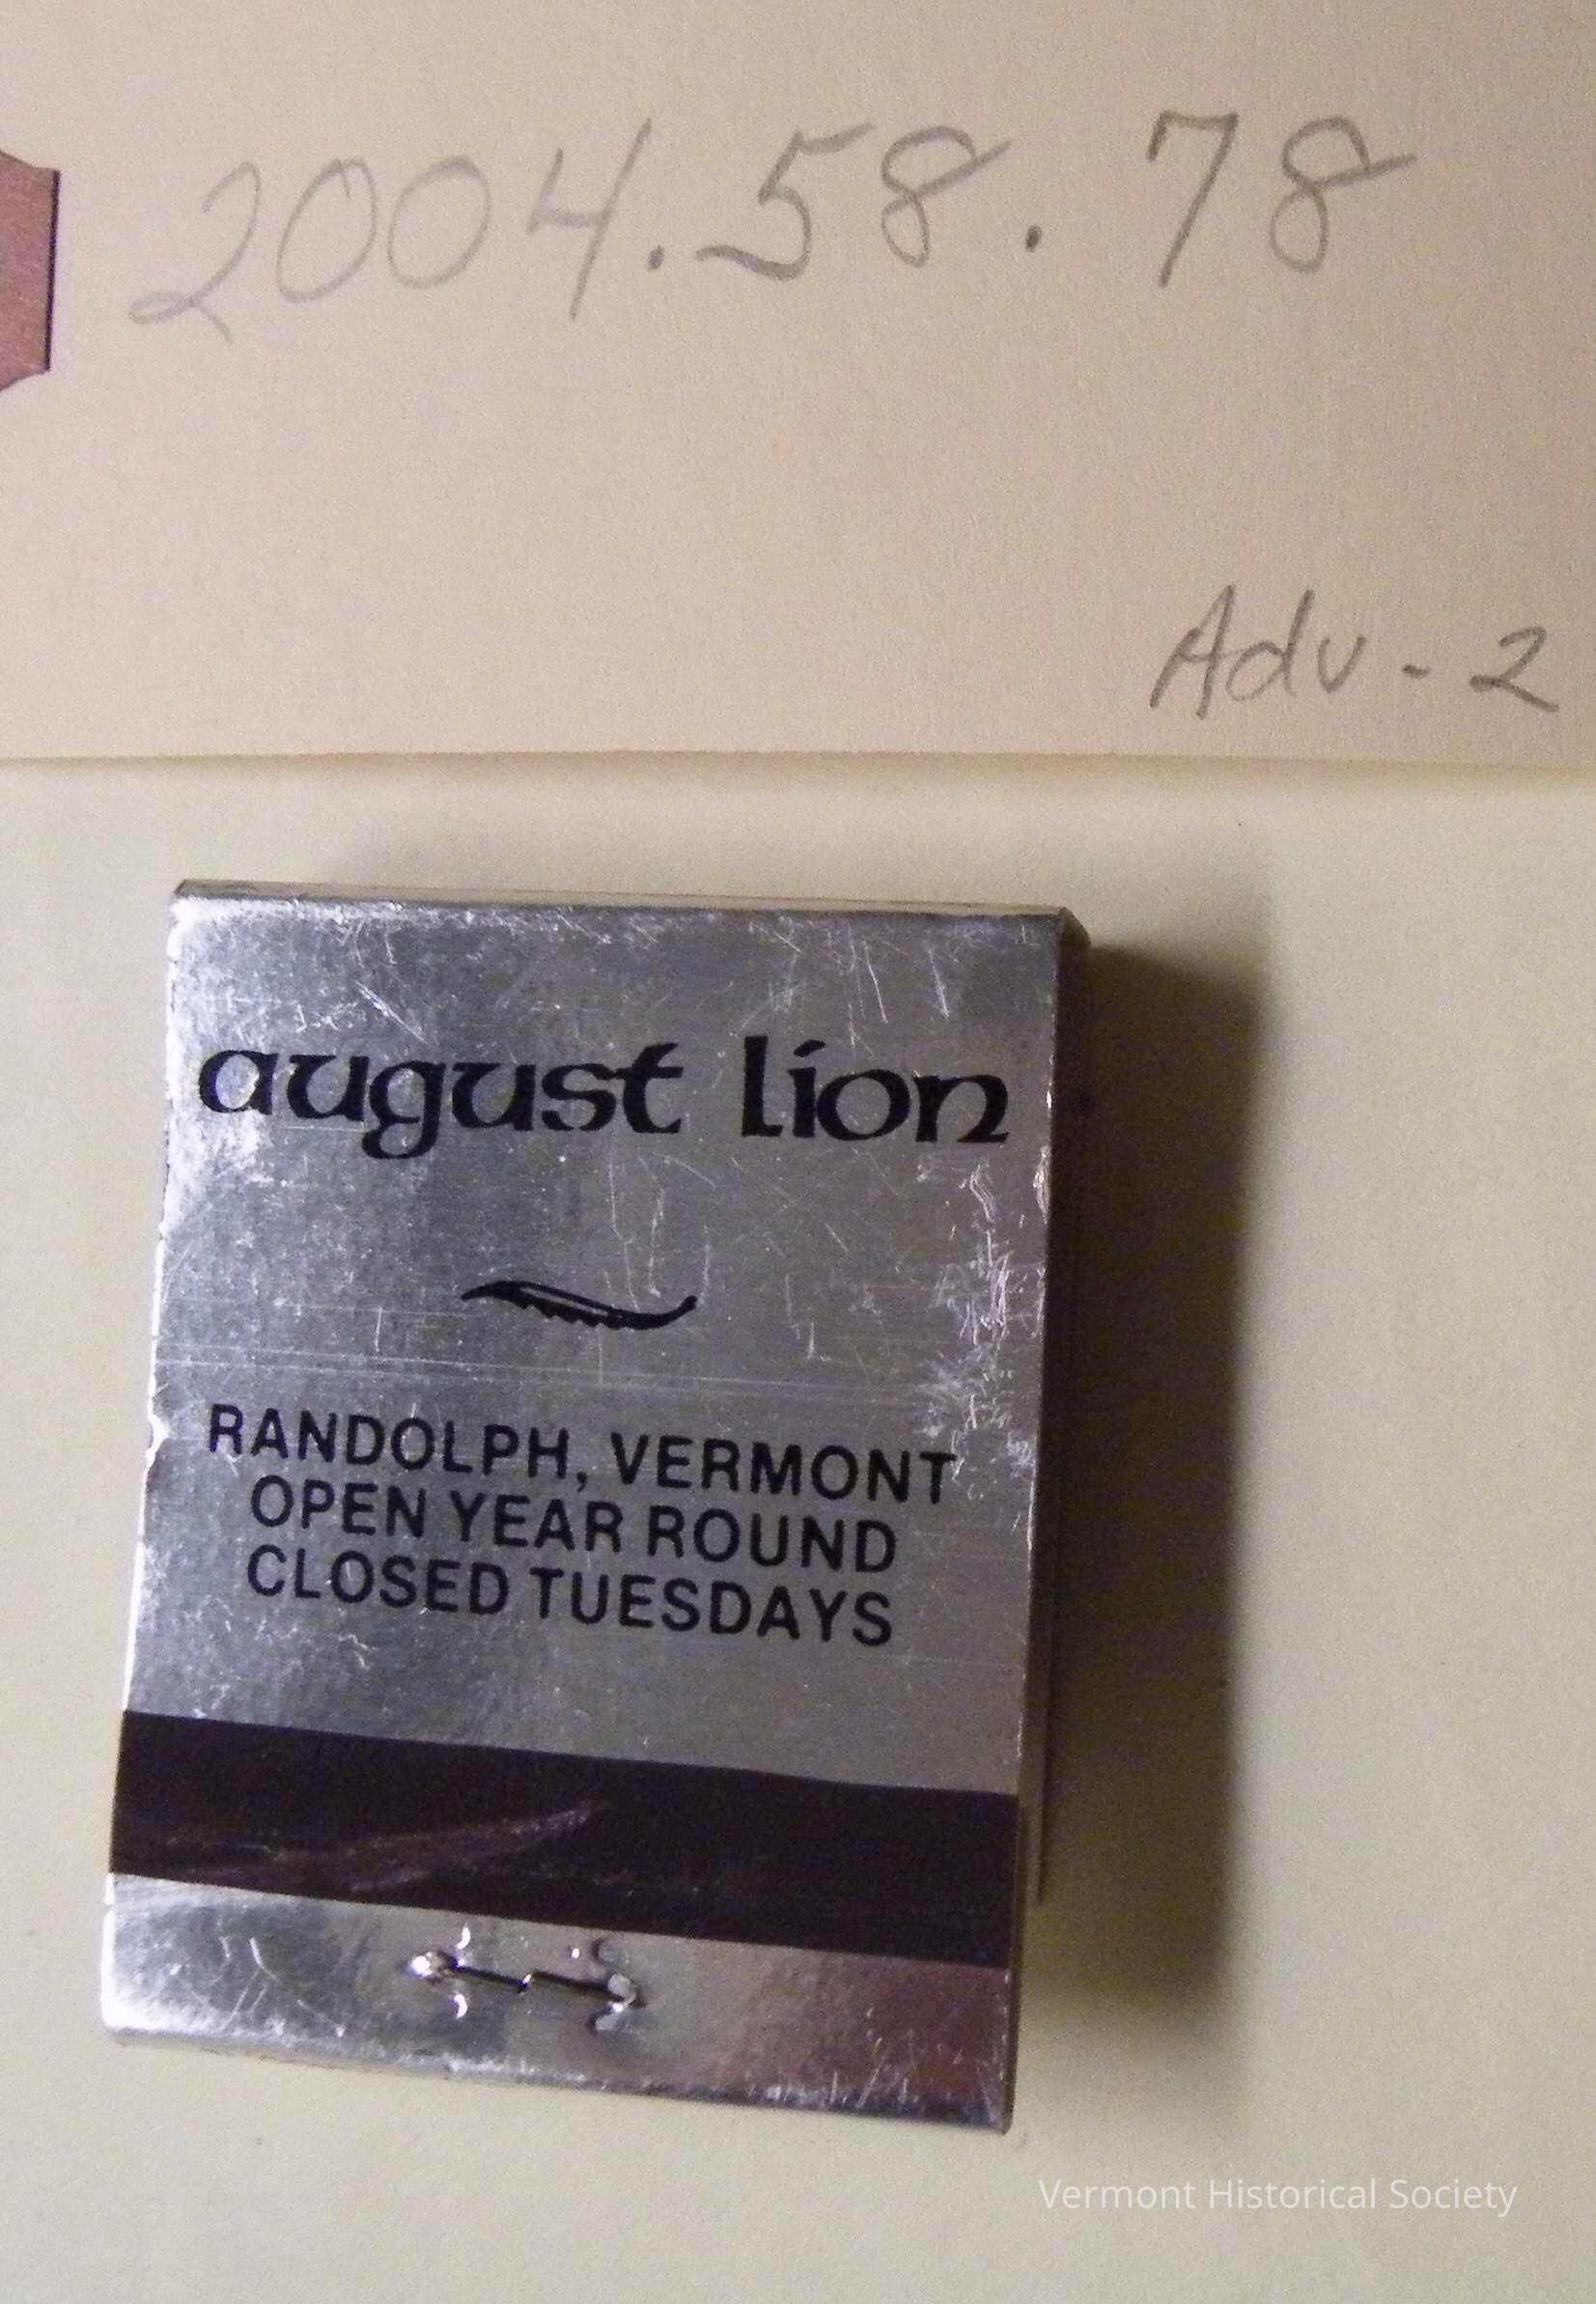 2004.58.78
Adv-2
august lion
RANDOLPH, VERMONT
OPEN YEAR ROUND
CLOSED TUESDAYS
Vermont Historical Society